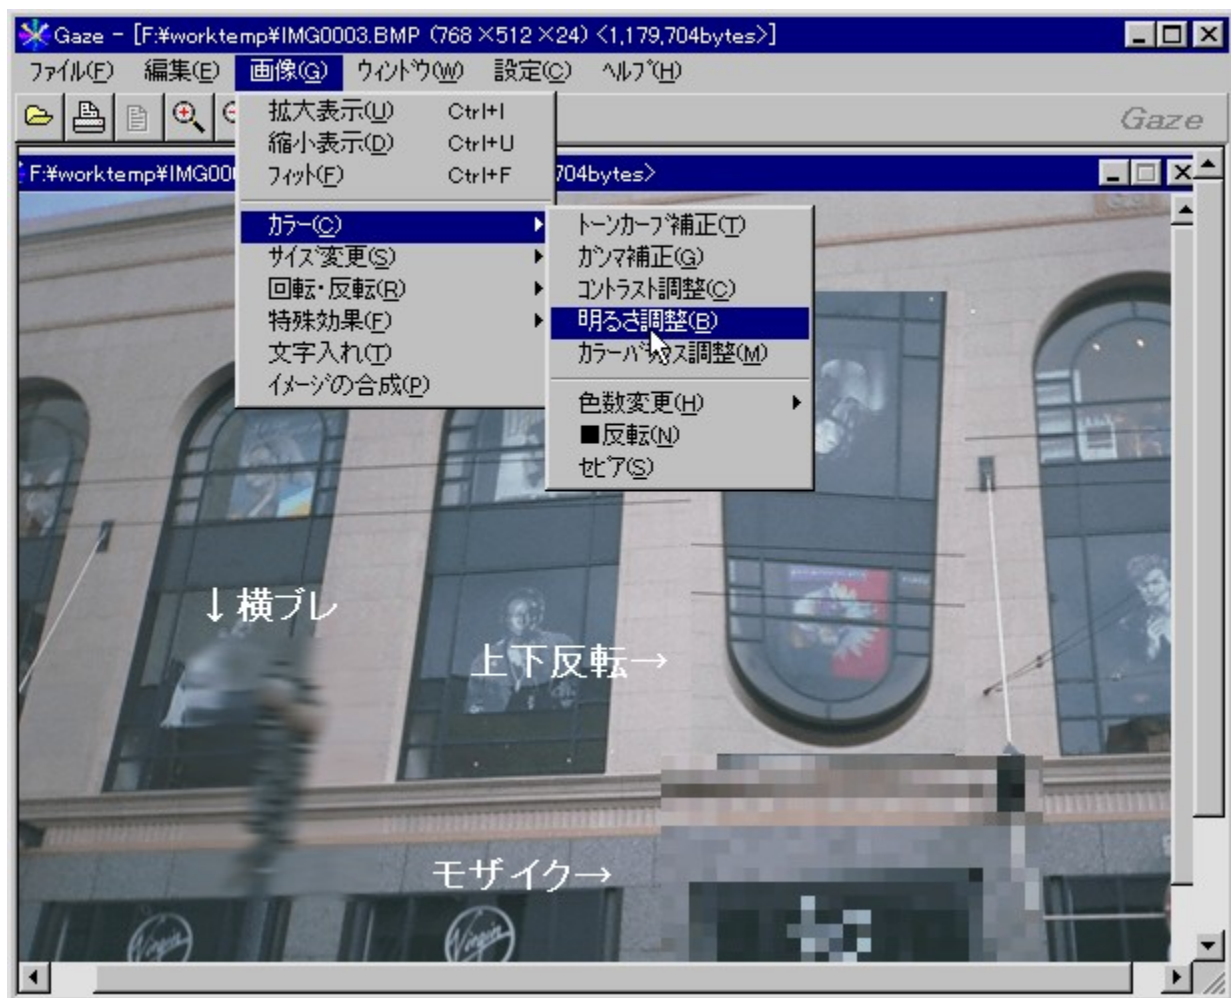 Gaze - [F:¥worktemp¥IMG0003.BMP (768×512×24) <1,179,704bytes>]
ﾌｧｲﾙ(F) 編集(E) 画像(G) ｳｨﾝﾄﾞｳ(W) 設定(C) ﾍﾙﾌﾟ(H)
Gaze
拡大表示(U) Ctrl+I
縮小表示(D) Ctrl+U
ﾌｨｯﾄ(F) Ctrl+F
ｶﾗｰ(C)
ｻｲｽﾞ変更(S)
回転･反転(R)
特殊効果(F)
文字入れ(T)
ｲﾒｰｼﾞの合成(P)
F:¥worktemp¥IMG00
704bytes>
ﾄｰﾝｶｰﾌﾞ補正(T)
ｶﾞﾝﾏ補正(G)
ｺﾝﾄﾗｽﾄ調整(C)
明るさ調整(B)
ｶﾗｰﾊﾞﾗﾝｽ調整(M)
色数変更(H)
■反転(N)
ｾﾋﾟｱ(S)
↓横ブレ
上下反転→
モザイク→
Virgin
Virgin